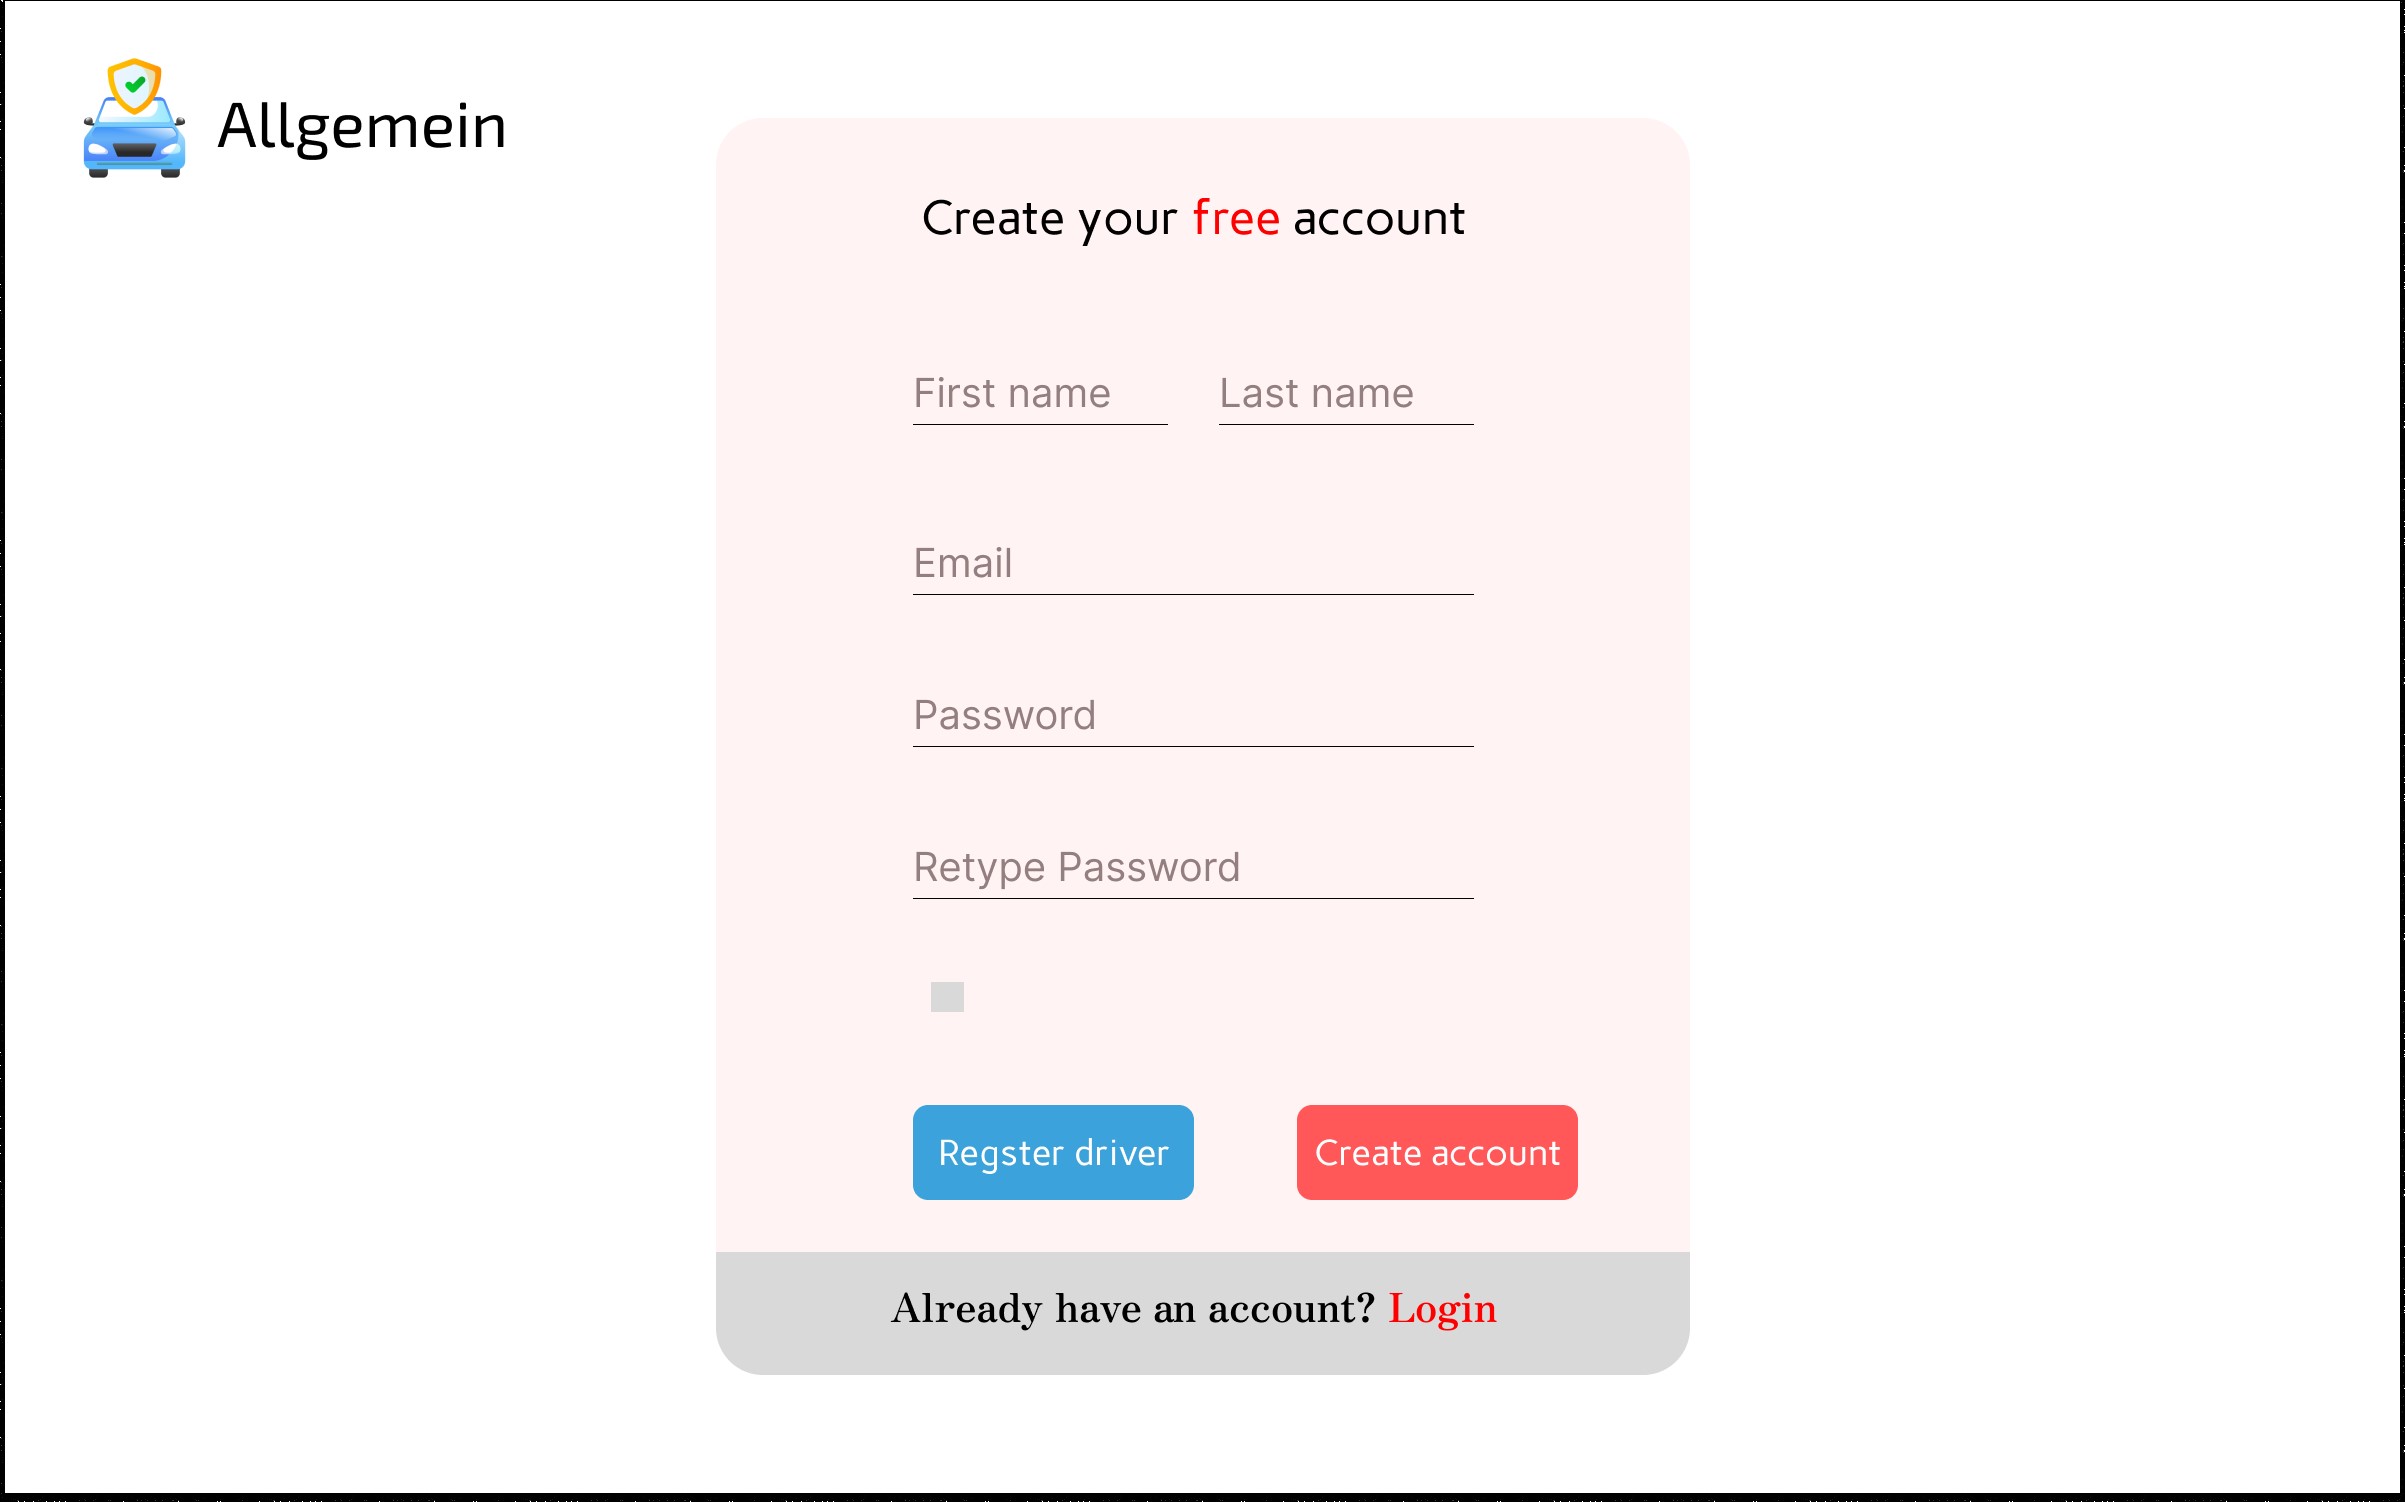 Allgemein
Create your free account
First name
Last name
Email
Password
Retype Password
Regster driver
Create account
Already have an account? Login